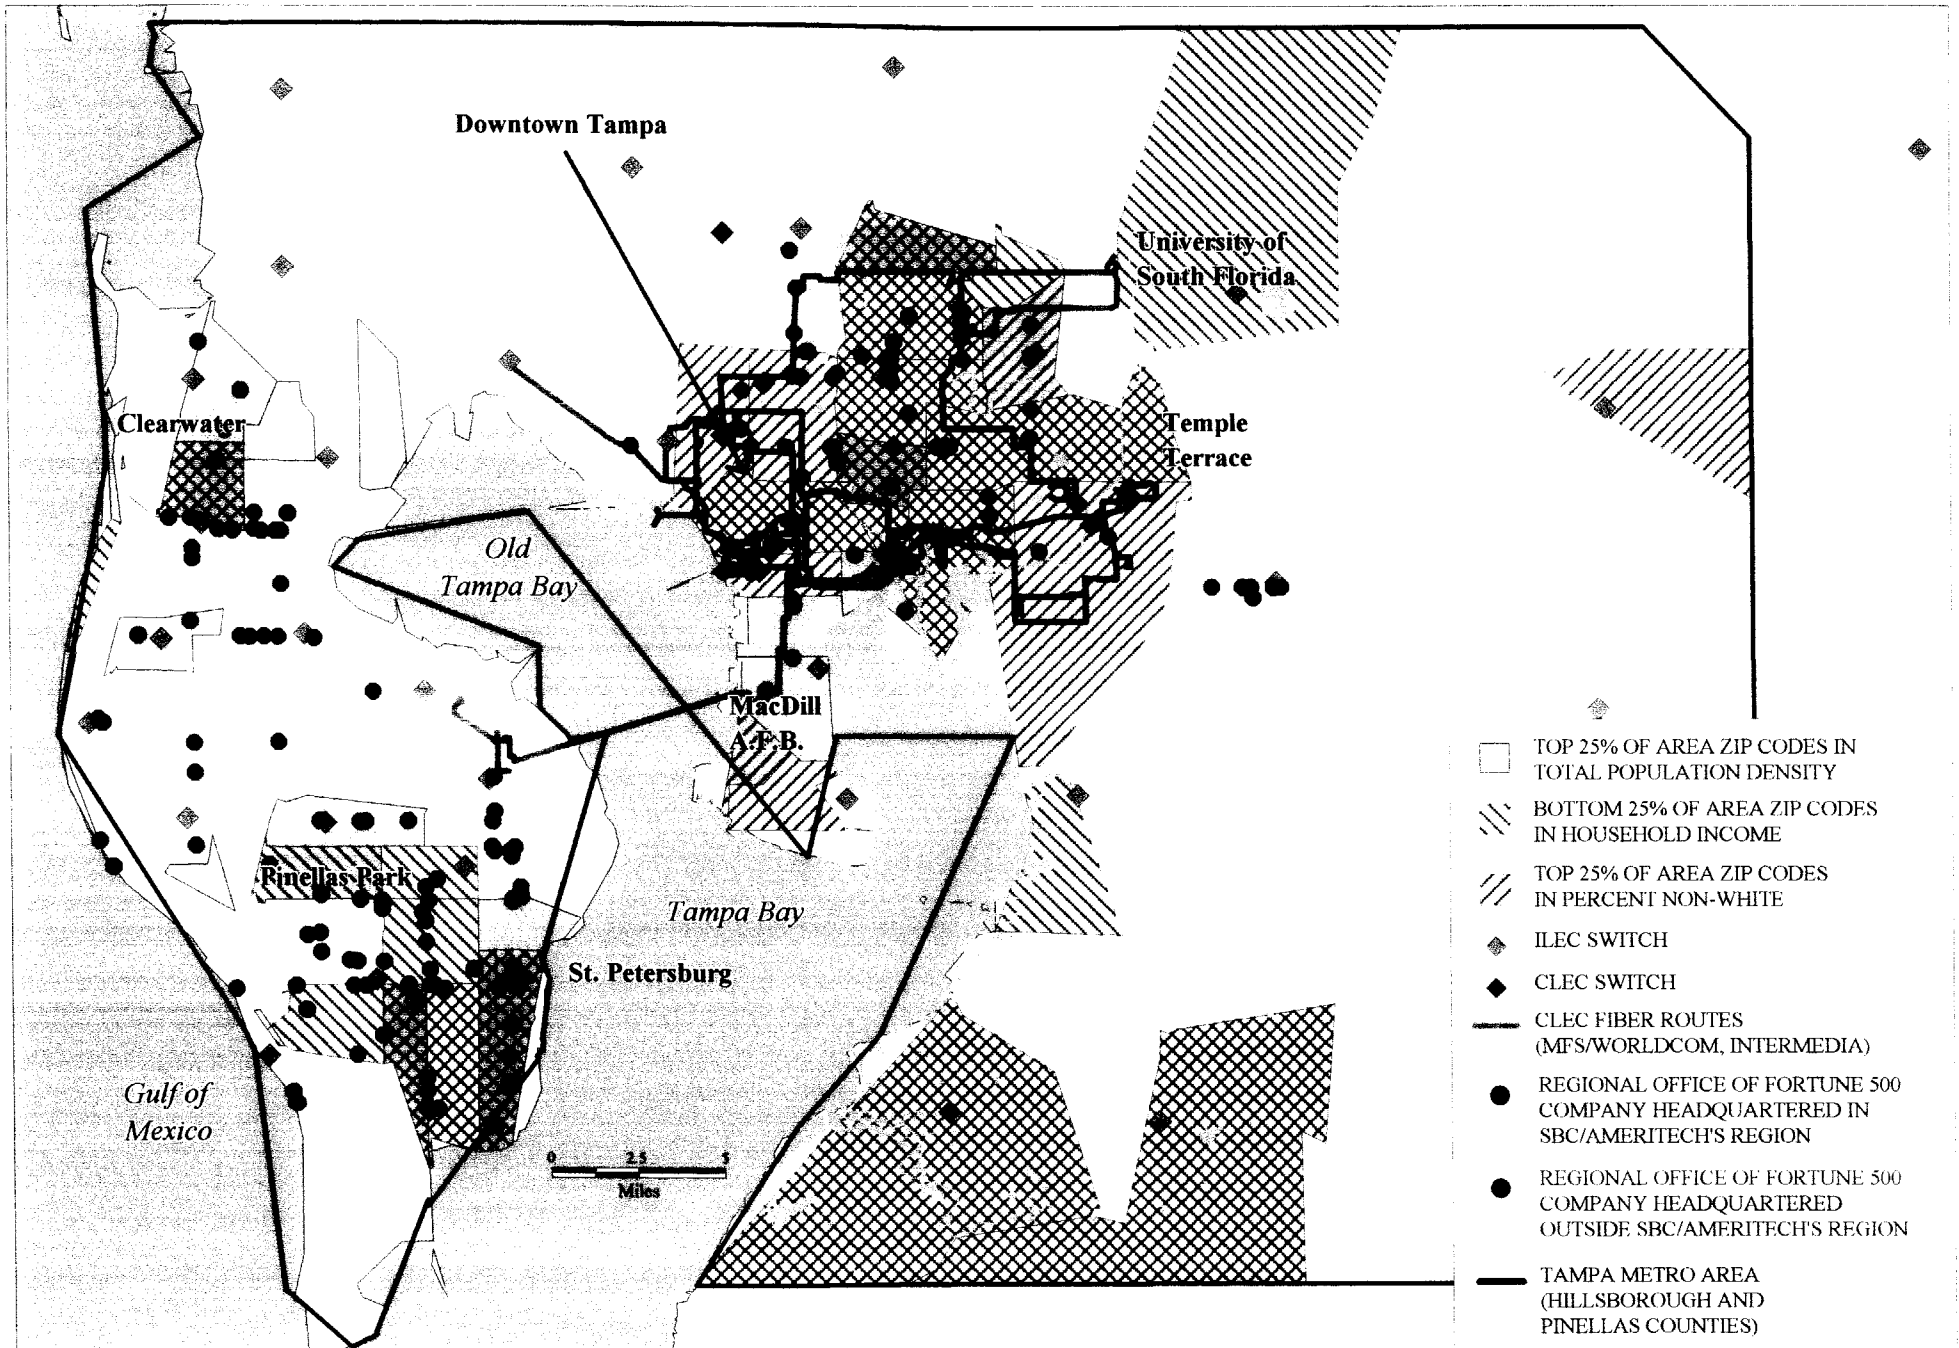 Downtown Tampa
University of
South Florida
Clearwater
Temple
Terrace
Old
Tampa Bay
MacDill
A.F.B.
Pinellas Park
Tampa Bay
St. Petersburg
Gulf of
Mexico
0 2.5 5
Miles
TOP 25% OF AREA ZIP CODES IN
TOTAL POPULATION DENSITY
BOTTOM 25% OF AREA ZIP CODES
IN HOUSEHOLD INCOME
TOP 25% OF AREA ZIP CODES
IN PERCENT NON-WHITE
ILEC SWITCH
CLEC SWITCH
CLEC FIBER ROUTES
(MFS/WORLDCOM, INTERMEDIA)
REGIONAL OFFICE OF FORTUNE 500
COMPANY HEADQUARTERED IN
SBC/AMERITECH'S REGION
REGIONAL OFFICE OF FORTUNE 500
COMPANY HEADQUARTERED
OUTSIDE SBC/AMERITECH'S REGION
TAMPA METRO AREA
(HILLSBOROUGH AND
PINELLAS COUNTIES)